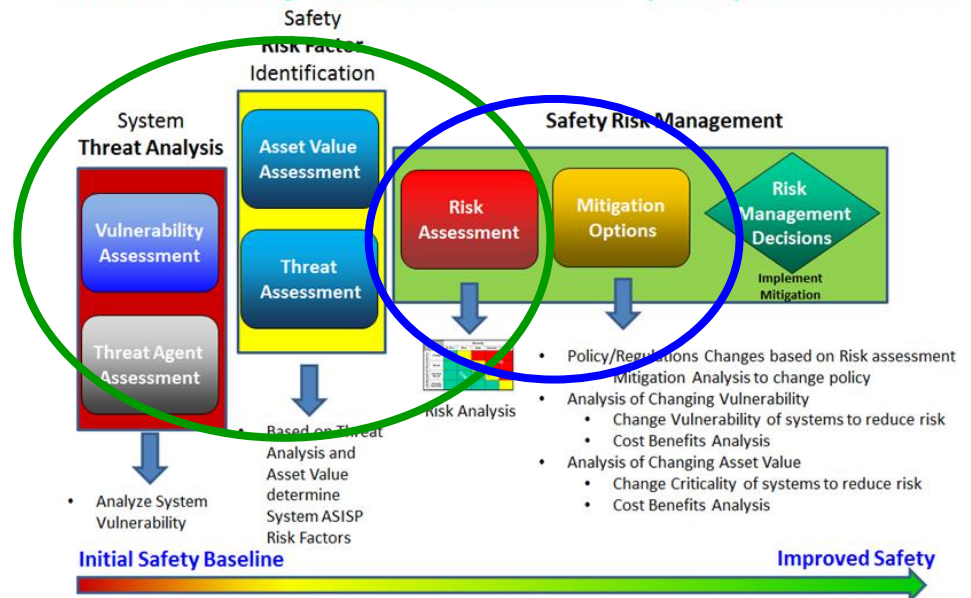 Safety
Risk Factor
Identification
System
Threat Analysis
Asset Value
Assessment
Threat
Assessment
Vulnerability
Assessment
Threat Agent
Assessment
Safety Risk Management
Risk
Assessment
Mitigation
Options
Risk
Management
Decisions
Implement
Mitigation
Risk Analysis
• Analyze System
Vulnerability
• Based on Threat
Analysis and
Asset Value
determine
System ASISP
Risk Factors
• Policy/Regulations Changes based on Risk assessment
Mitigation Analysis to change policy
• Analysis of Changing Vulnerability
• Change Vulnerability of systems to reduce risk
• Cost Benefits Analysis
• Analysis of Changing Asset Value
• Change Criticality of systems to reduce risk
• Cost Benefits Analysis
Initial Safety Baseline
Improved Safety